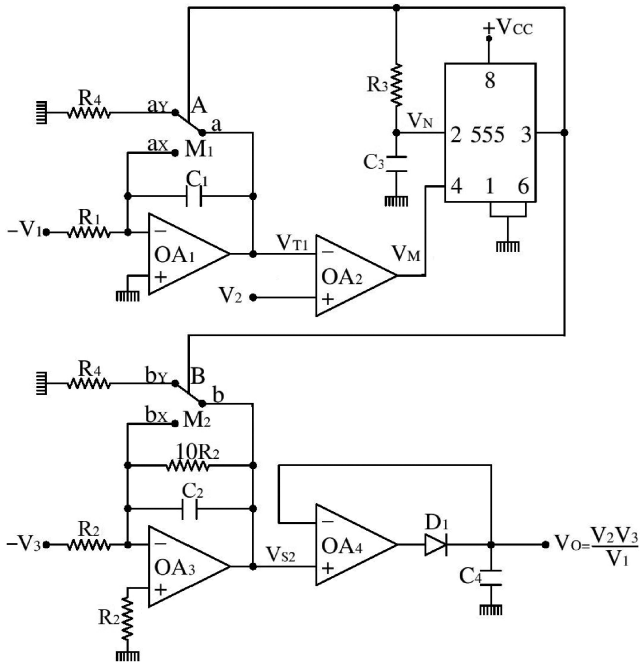 +VCC
R4
aY
A
a
aX
M1
R3
VN
C3
8
2
555
3
4
1
6
C1
−V1
R1
−
+
OA1
VT1
V2
−
+
OA2
VM
R4
bY
B
b
bX
M2
10R2
C2
−V3
R2
−
+
OA3
R2
VS2
−
+
OA4
D1
C4
VO=V2V3/V1